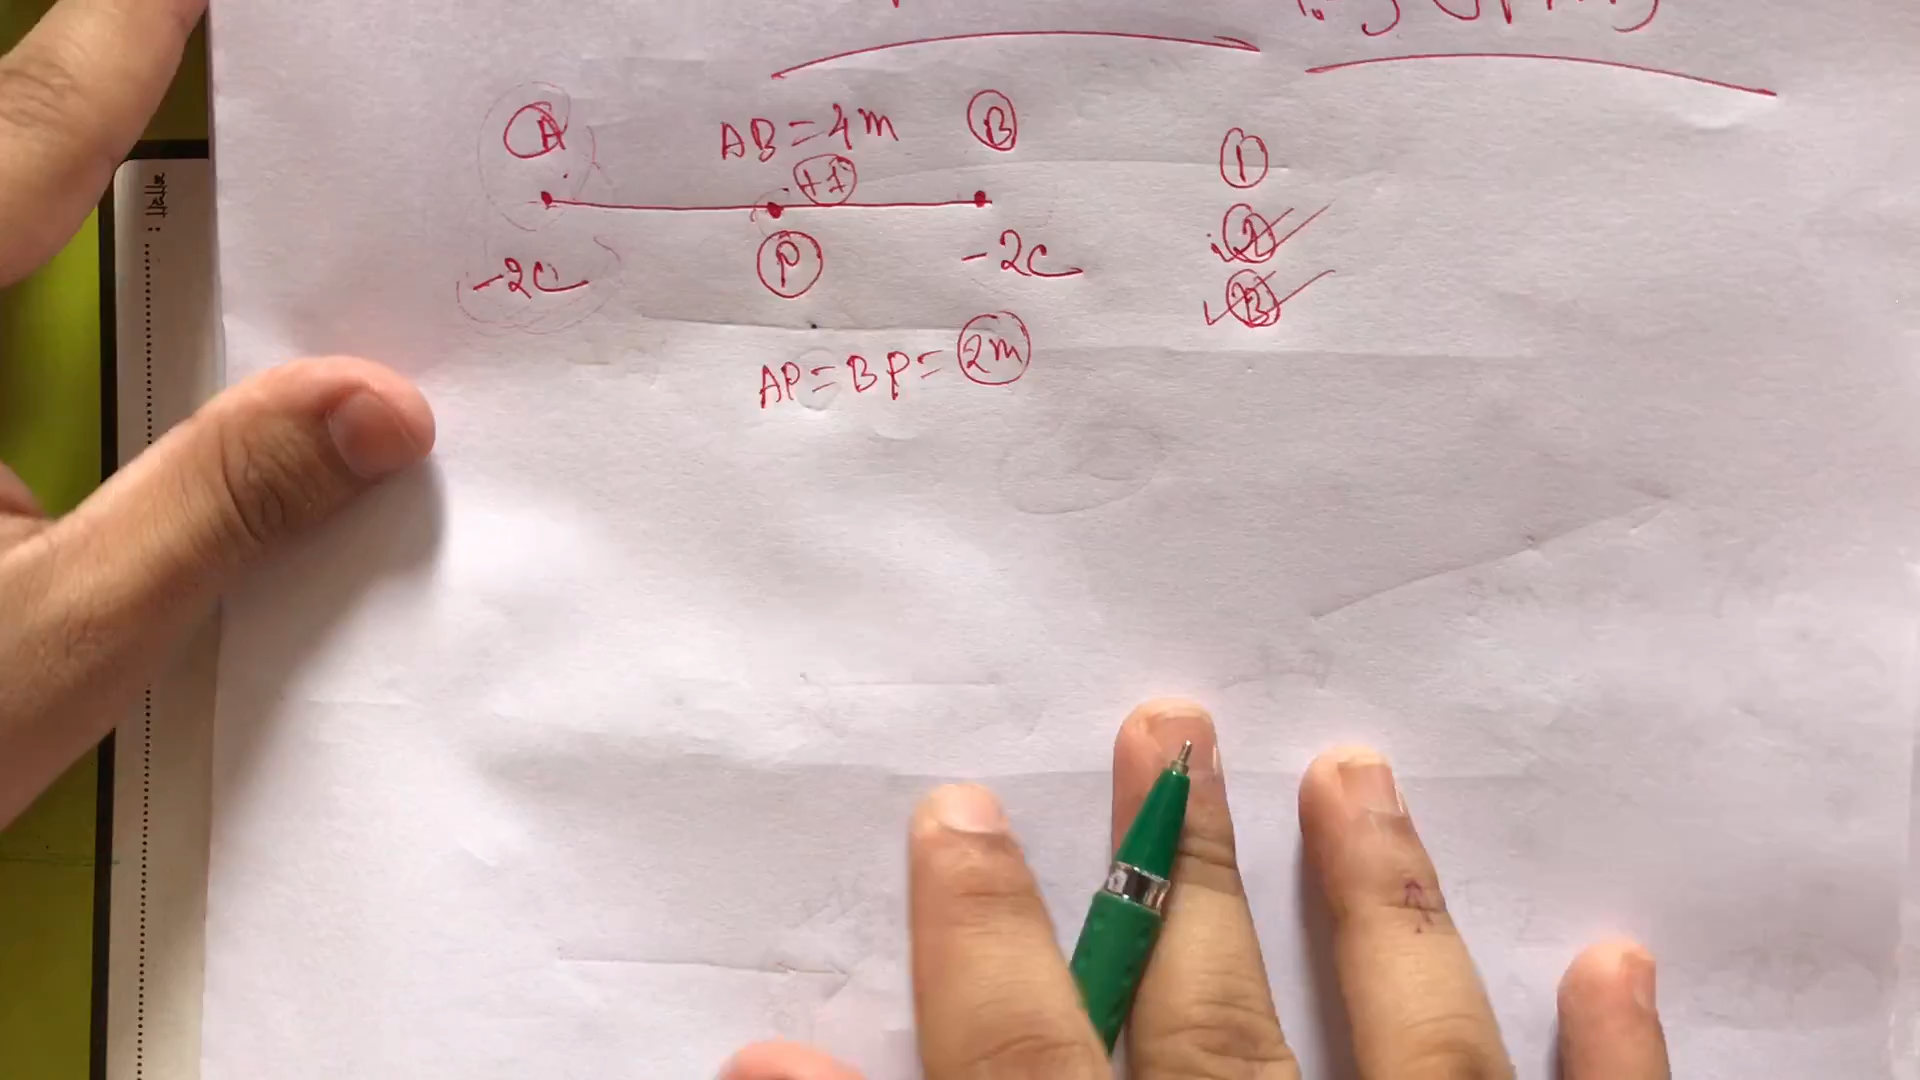 A AB = 4m B
+1
-2C P -2C
AP = BP = 2m
1
2
3